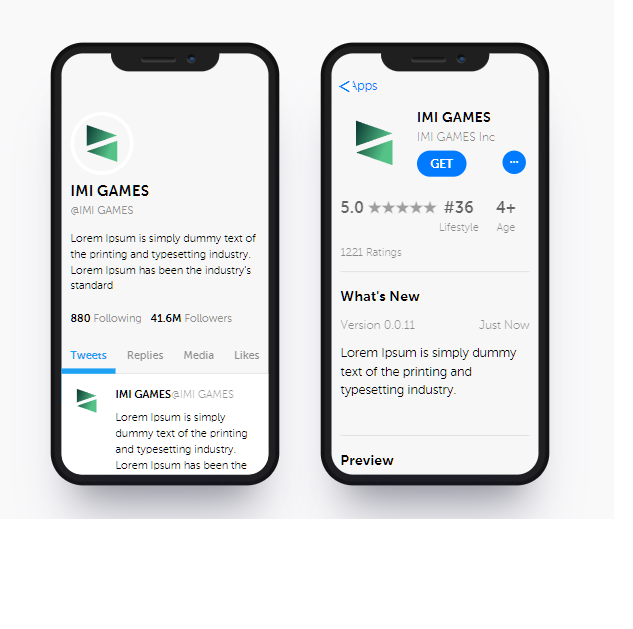 IMI GAMES
@IMI GAMES
Lorem Ipsum is simply dummy text of
the printing and typesetting industry.
Lorem Ipsum has been the industry's
standard
880 Following 41.6M Followers
Tweets Replies Media Likes
IMI GAMES@IMI GAMES
Lorem Ipsum is simply
dummy text of the printing
and typesetting industry.
Lorem Ipsum has been the
Apps
IMI GAMES
IMI GAMES Inc
GET
5.0 ★★★★★ #36 4+
Lifestyle Age
1221 Ratings
What's New
Version 0.0.11 Just Now
Lorem Ipsum is simply dummy
text of the printing and
typesetting industry.
Preview